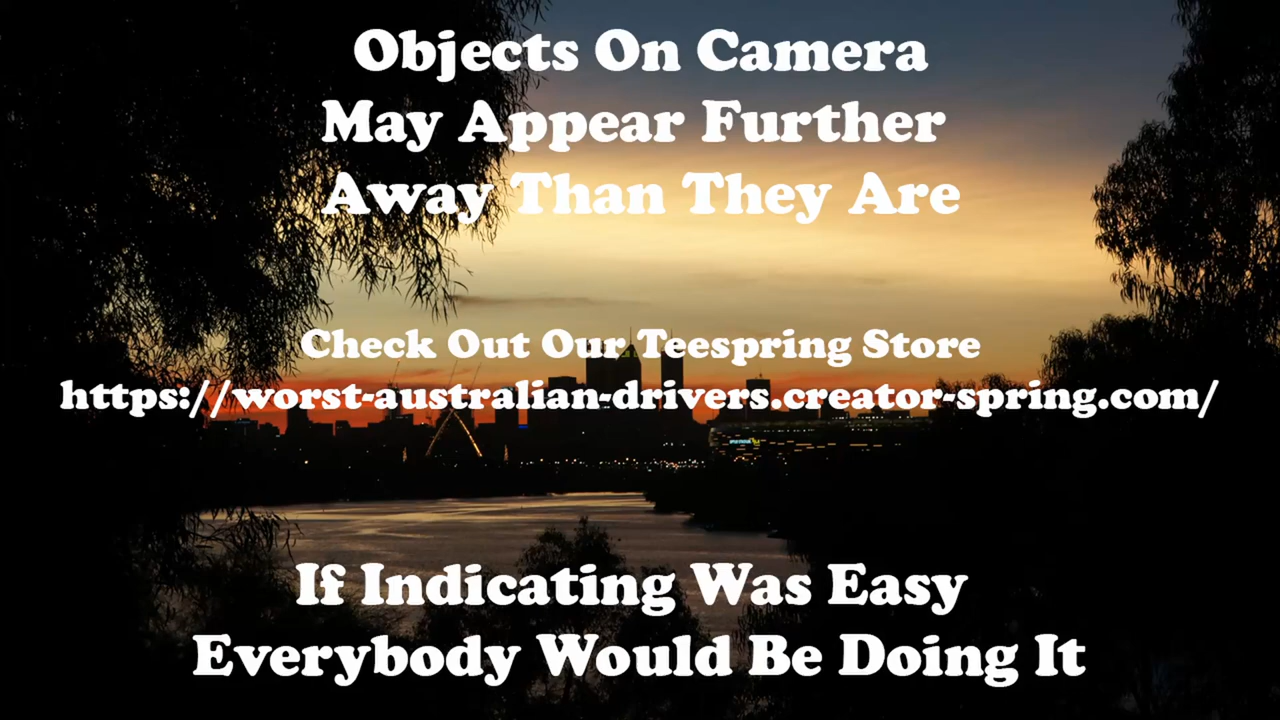 Objects On Camera
May Appear Further
Away Than They Are
Check Out Our Teespring Store
https://worst-australian-drivers.creator-spring.com/
If Indicating Was Easy
Everybody Would Be Doing It